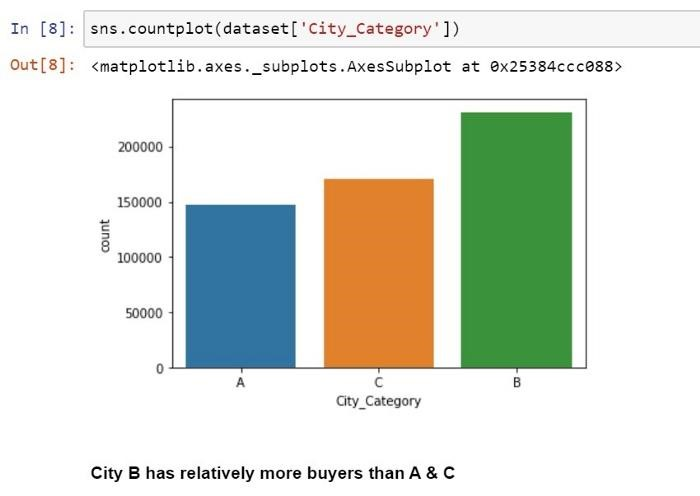 In [8]: sns.countplot(dataset['City_Category'])
Out[8]: <matplotlib.axes._subplots.AxesSubplot at 0x25384ccc088>
200000
150000
100000
50000
0
count
A C B
City_Category
City B has relatively more buyers than A & C